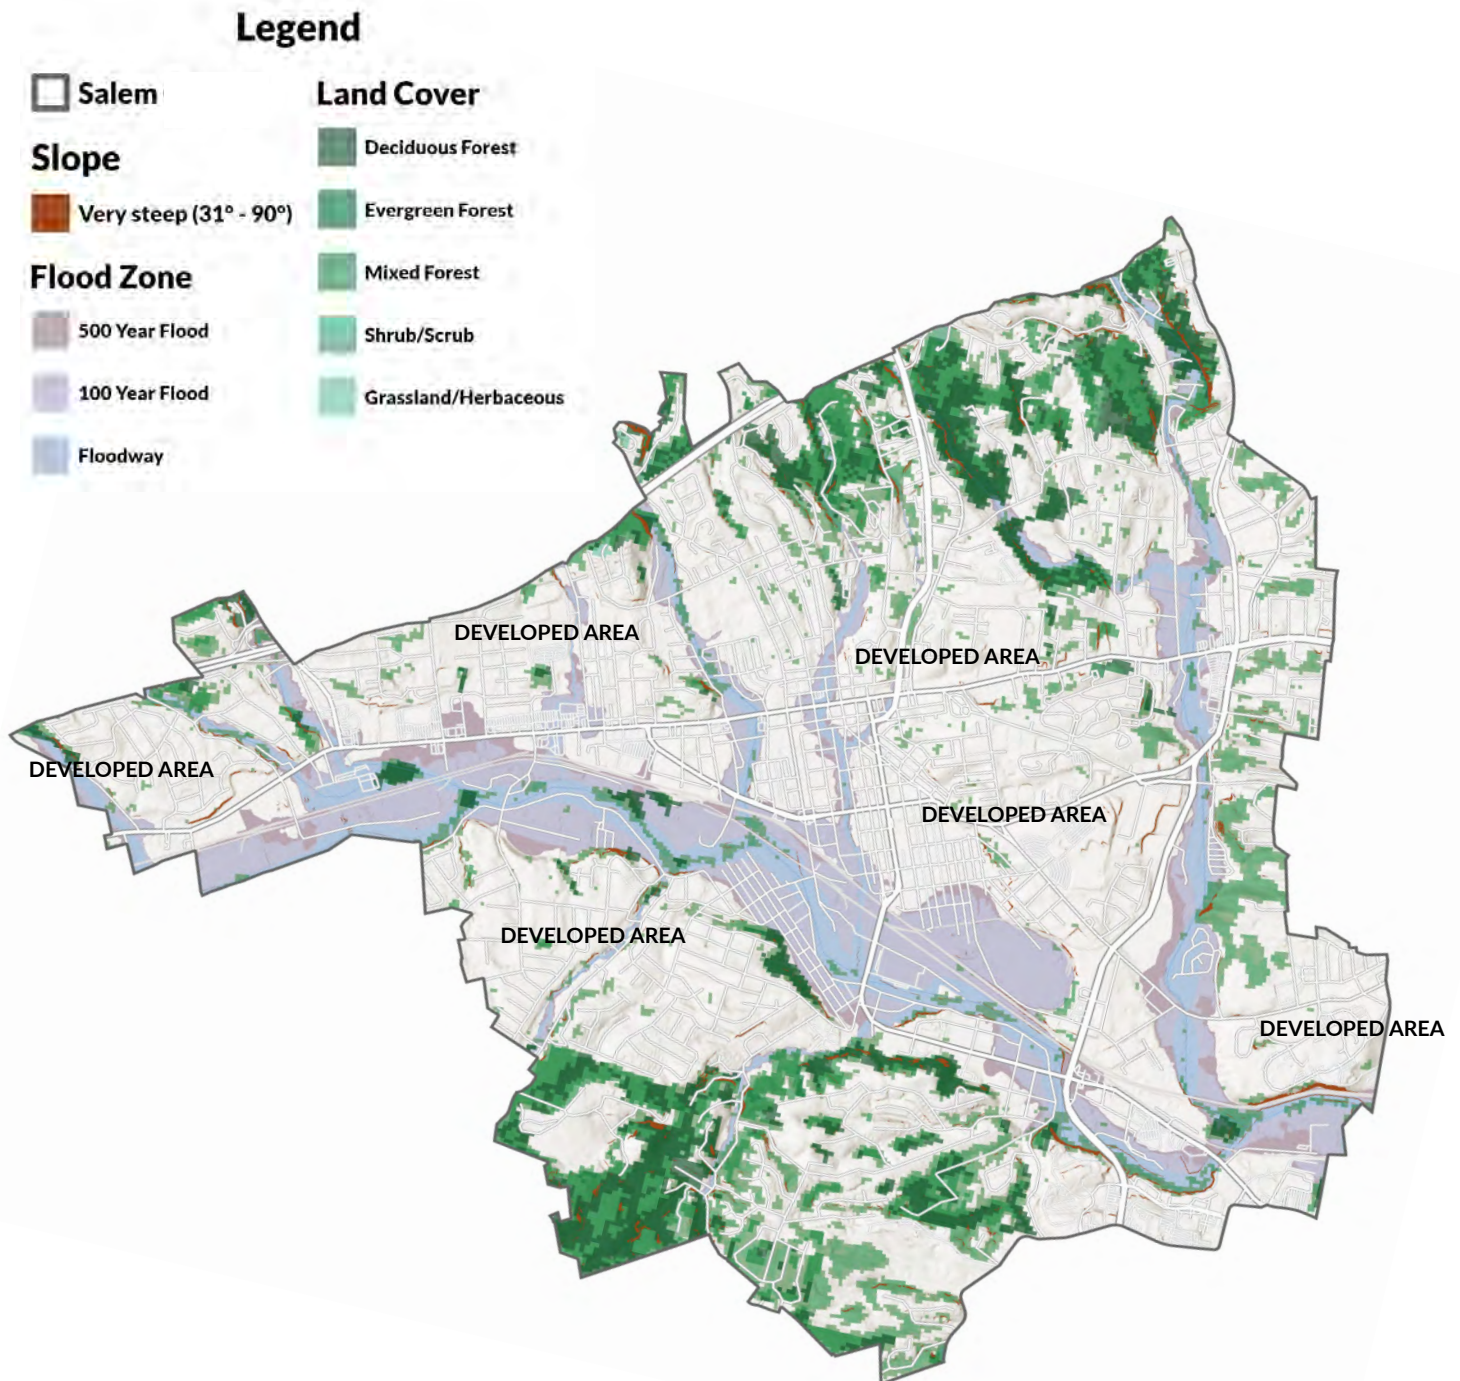 Legend
Salem
Slope
Very steep (31° - 90°)
Flood Zone
500 Year Flood
100 Year Flood
Floodway
Land Cover
Deciduous Forest
Evergreen Forest
Mixed Forest
Shrub/Scrub
Grassland/Herbaceous
DEVELOPED AREA
DEVELOPED AREA
DEVELOPED AREA
DEVELOPED AREA
DEVELOPED AREA
DEVELOPED AREA